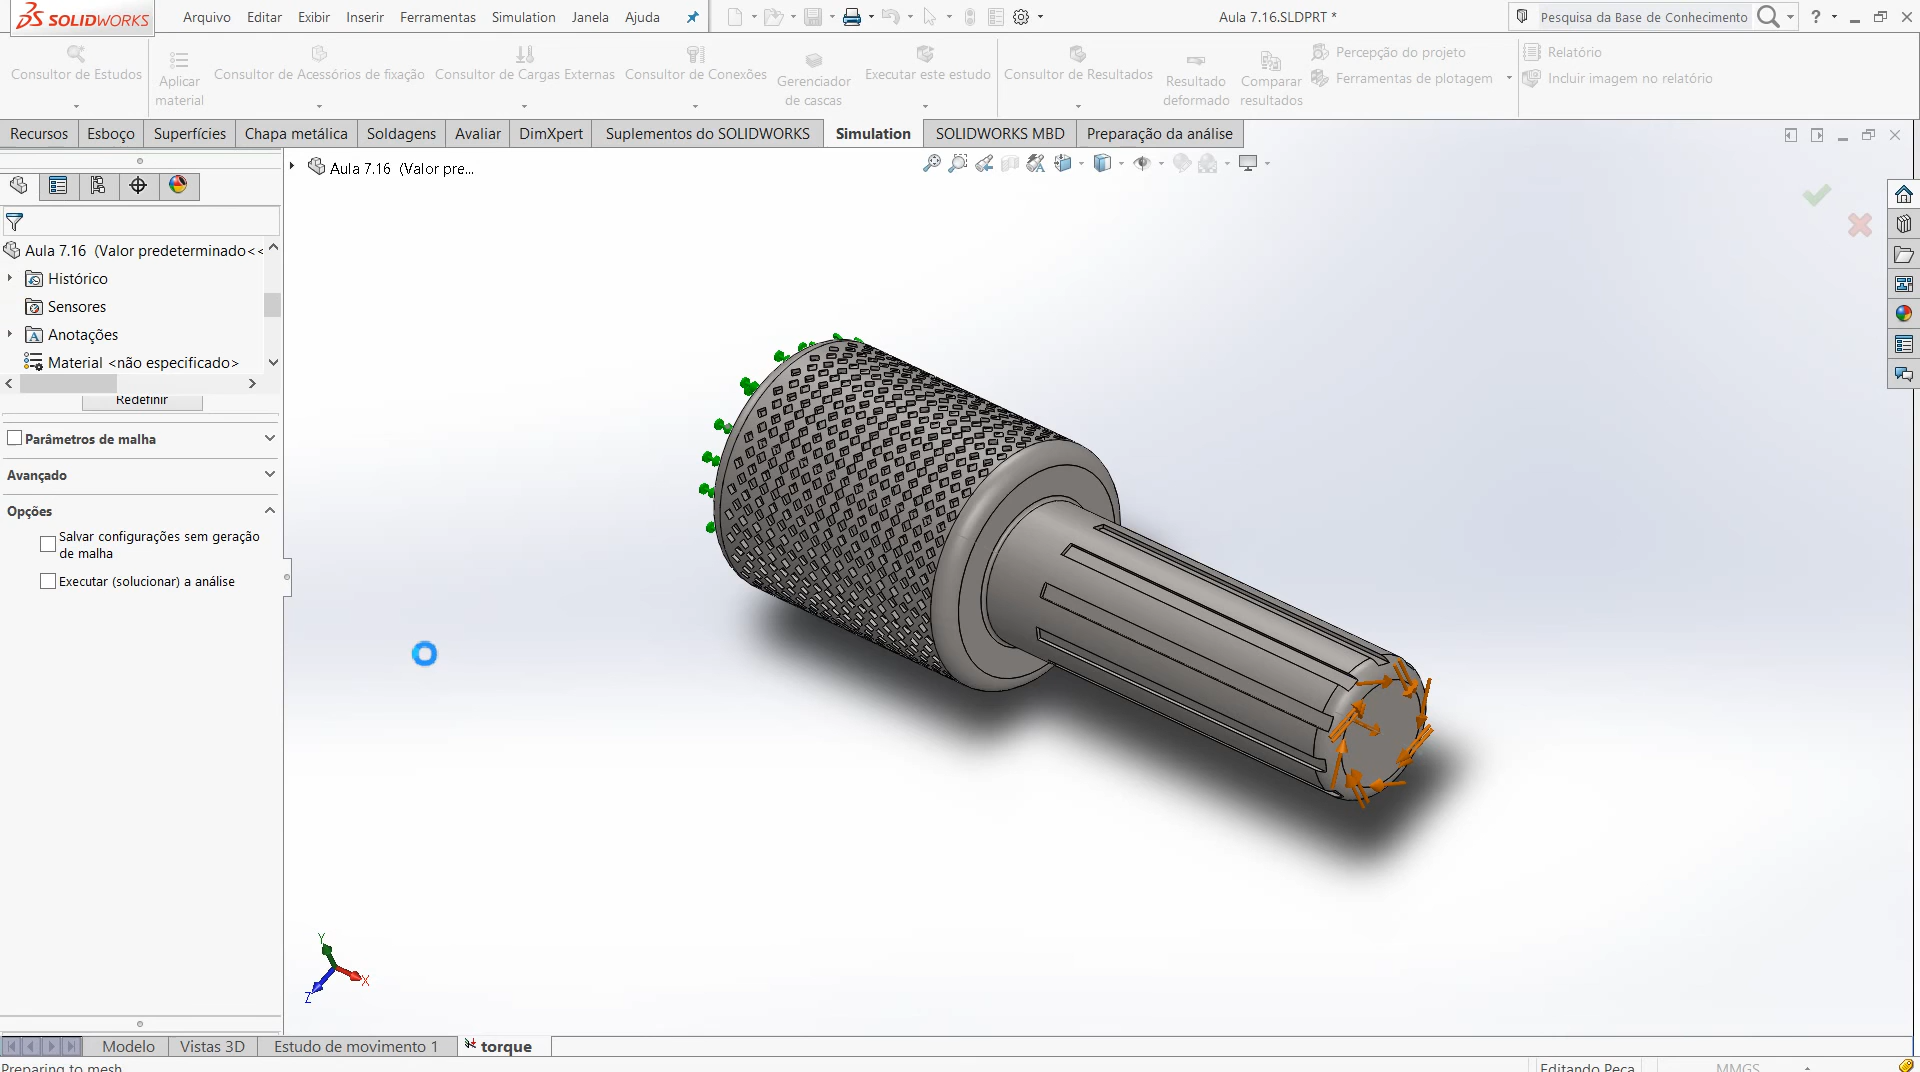 SOLIDWORKS
Arquivo Editar Exibir Inserir Ferramentas Simulation Janela Ajuda
Aula 7.16.SLDPRT *
Pesquisa da Base de Conhecimento
?
Consultor de Estudos
Aplicar
material
Consultor de Acessórios de fixação
Consultor de Cargas Externas
Consultor de Conexões
Gerenciador
de cascas
Executar este estudo
Consultor de Resultados
Resultado
deformado
Comparar
resultados
Percepção do projeto
Ferramentas de plotagem
Relatório
Incluir imagem no relatório
Recursos Esboço Superfícies Chapa metálica Soldagens Avaliar DimXpert Suplementos do SOLIDWORKS Simulation SOLIDWORKS MBD Preparação da análise
Aula 7.16 (Valor pre...
Aula 7.16 (Valor predeterminado<<
Histórico
Sensores
Anotações
Material <não especificado>
Redefinir
Parâmetros de malha
Avançado
Opções
Salvar configurações sem geração
de malha
Executar (solucionar) a análise
Y
X
Z
Modelo Vistas 3D Estudo de movimento 1 torque
Preparing to mesh
Editando Peça
MMGS